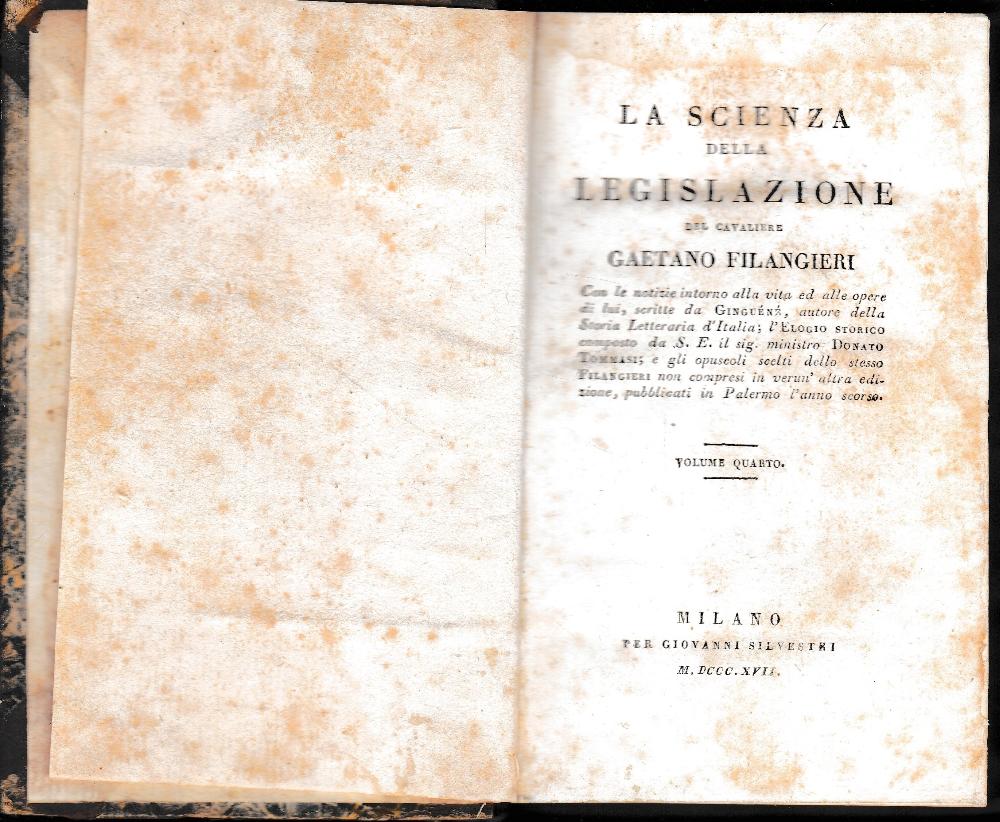 LA SCIENZA
DELLA
LEGISLAZIONE
DEL CAVALIERE
GAETANO FILANGIERI
Con le notizie intorno alla vita ed alle opere
di lui, scritte da GINGUÉNÉ, autore della
Storia Letteraria d'Italia; l'ELOGIO STORICO
composto da S. E. il sig. ministro DONATO
TOMMASI; e gli opuscoli scelti dello stesso
FILANGIERI non compresi in verun' altra edi-
zione, pubblicati in Palermo l'anno scorso.
VOLUME QUARTO.
MILANO
PER GIOVANNI SILVESTRI
M. DCCC. XVII.